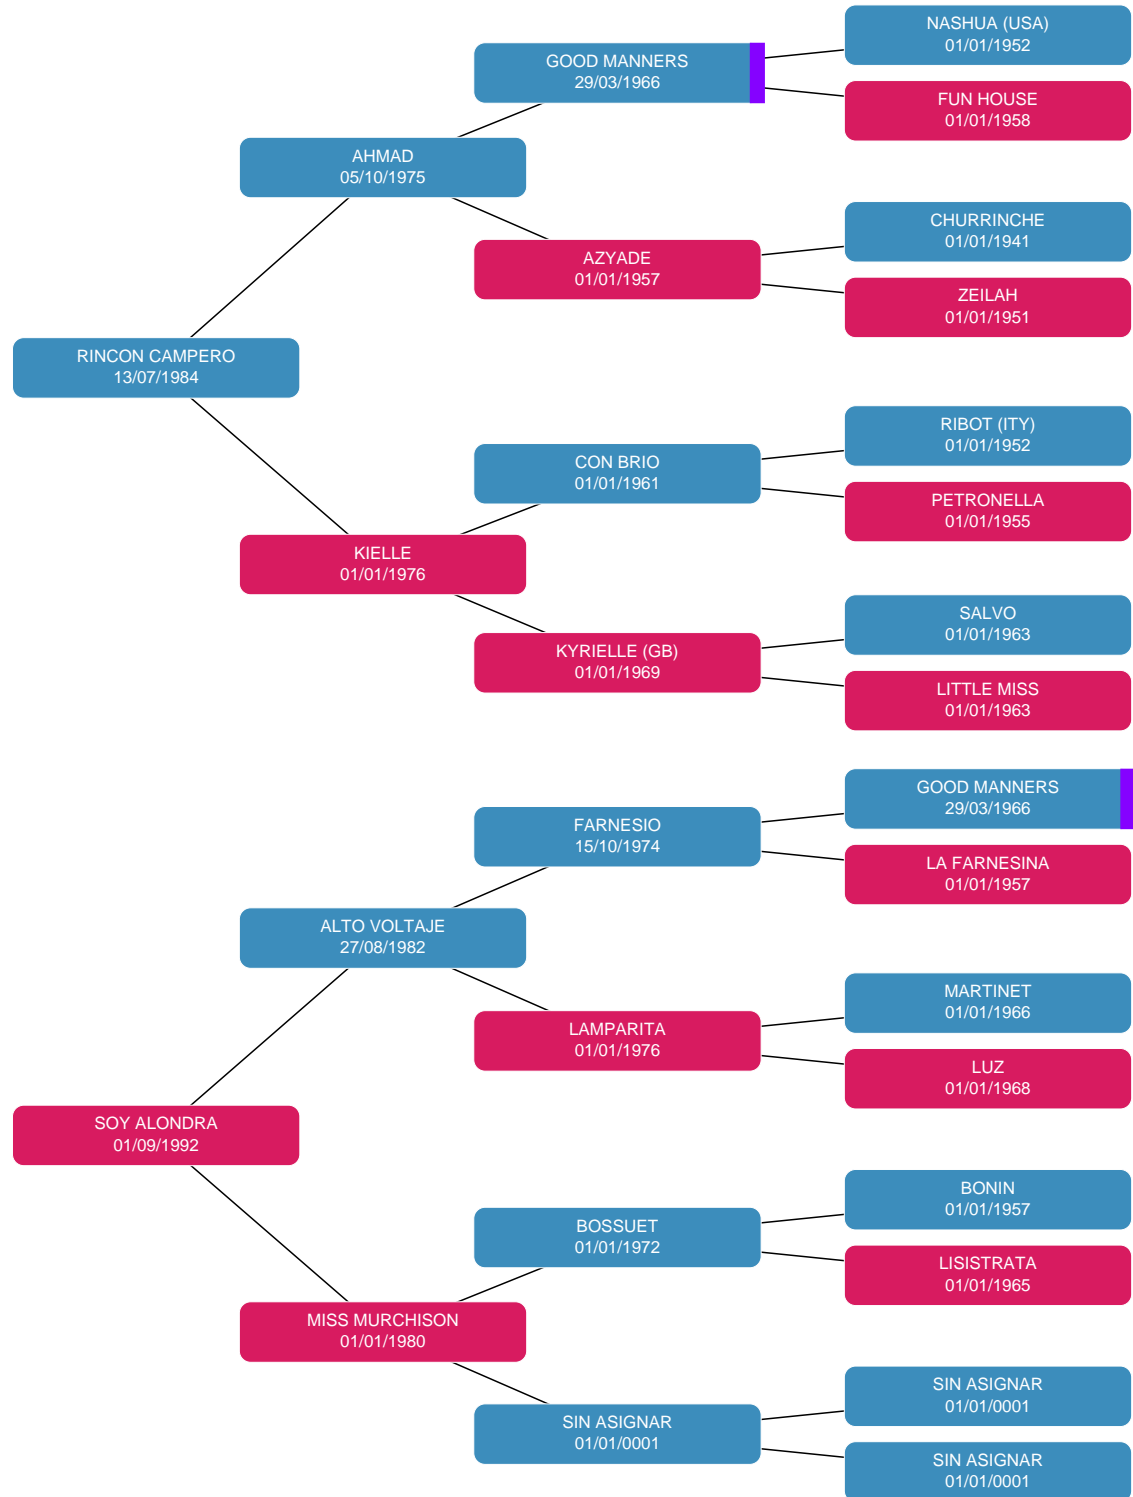 NASHUA (USA)
01/01/1952
GOOD MANNERS
29/03/1966
FUN HOUSE
01/01/1958
AHMAD
05/10/1975
CHURRINCHE
01/01/1941
AZYADE
01/01/1957
ZEILAH
01/01/1951
RINCON CAMPERO
13/07/1984
RIBOT (ITY)
01/01/1952
CON BRIO
01/01/1961
PETRONELLA
01/01/1955
KIELLE
01/01/1976
SALVO
01/01/1963
KYRIELLE (GB)
01/01/1969
LITTLE MISS
01/01/1963
GOOD MANNERS
29/03/1966
FARNESIO
15/10/1974
LA FARNESINA
01/01/1957
ALTO VOLTAJE
27/08/1982
MARTINET
01/01/1966
LAMPARITA
01/01/1976
LUZ
01/01/1968
SOY ALONDRA
01/09/1992
BONIN
01/01/1957
BOSSUET
01/01/1972
LISISTRATA
01/01/1965
MISS MURCHISON
01/01/1980
SIN ASIGNAR
01/01/0001
SIN ASIGNAR
01/01/0001
SIN ASIGNAR
01/01/0001